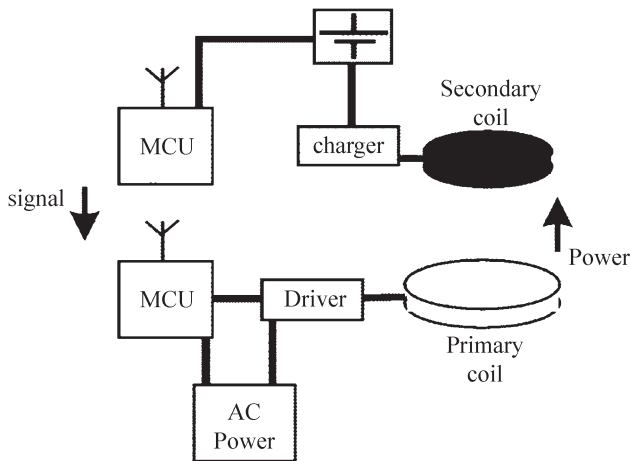 Secondary
coil
MCU
charger
signal
Power
MCU
Driver
Primary
coil
AC
Power